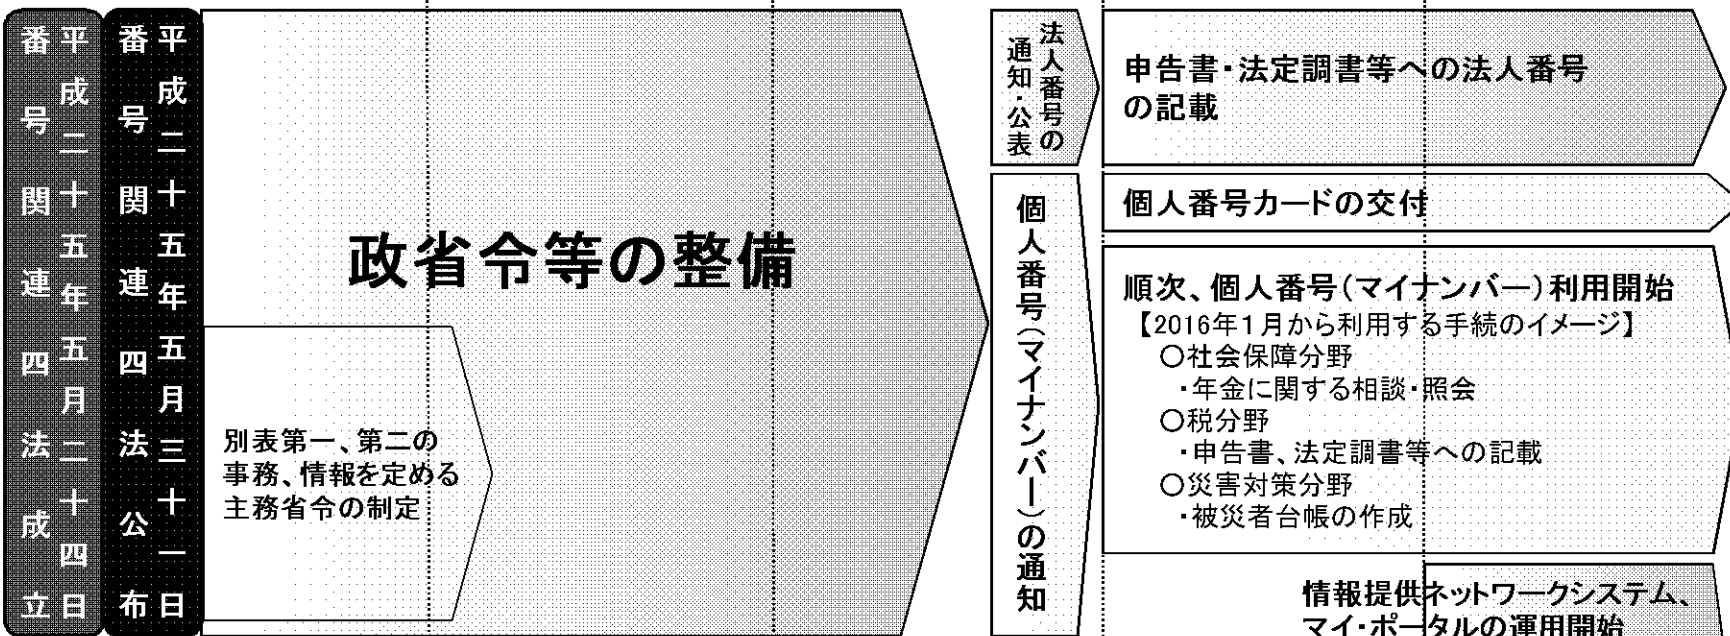 平成二十五年五月二十四日
番号関連四法成立
平成二十五年五月三十一日
番号関連四法公布
政省令等の整備
別表第一、第二の
事務、情報を定める
主務省令の制定
法人番号の
通知・公表
個人番号(マイナンバー)の通知
申告書・法定調書等への法人番号
の記載
個人番号カードの交付
順次、個人番号(マイナンバー)利用開始
【2016年1月から利用する手続のイメージ】
○社会保障分野
・年金に関する相談・照会
○税分野
・申告書、法定調書等への記載
○災害対策分野
・被災者台帳の作成
情報提供ネットワークシステム、
マイ・ポータルの運用開始